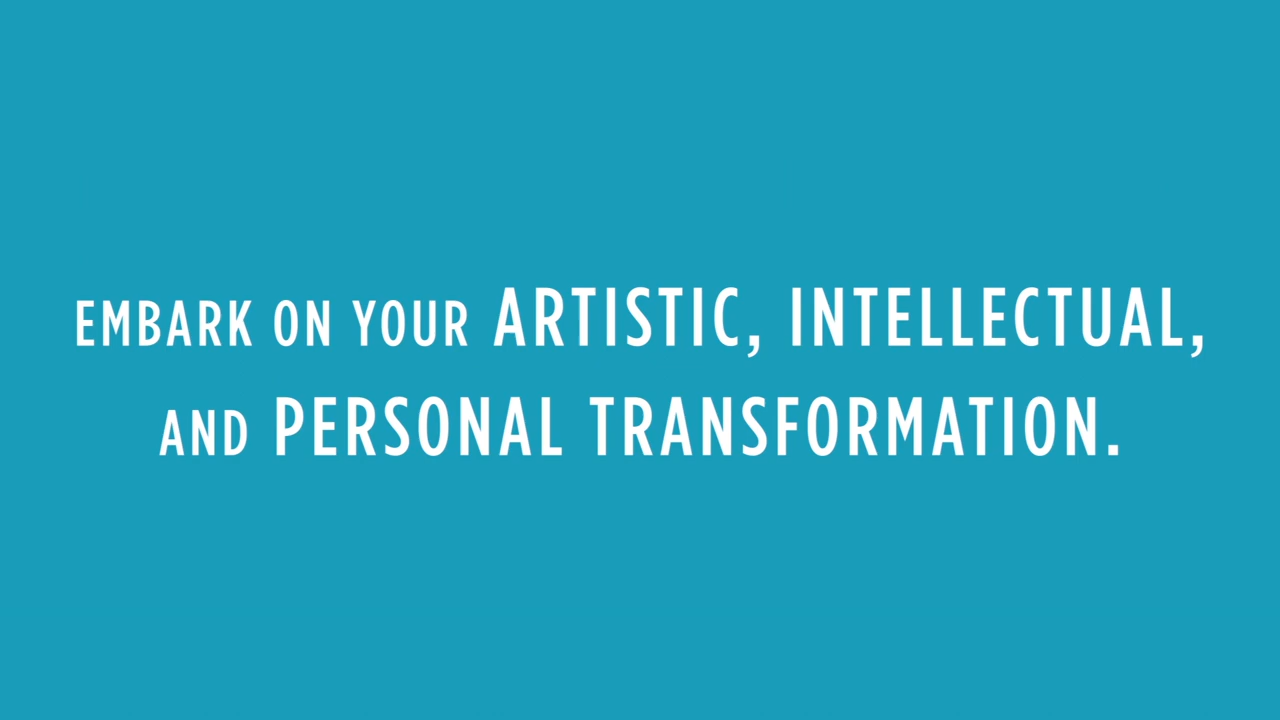 EMBARK ON YOUR ARTISTIC, INTELLECTUAL,
AND PERSONAL TRANSFORMATION.